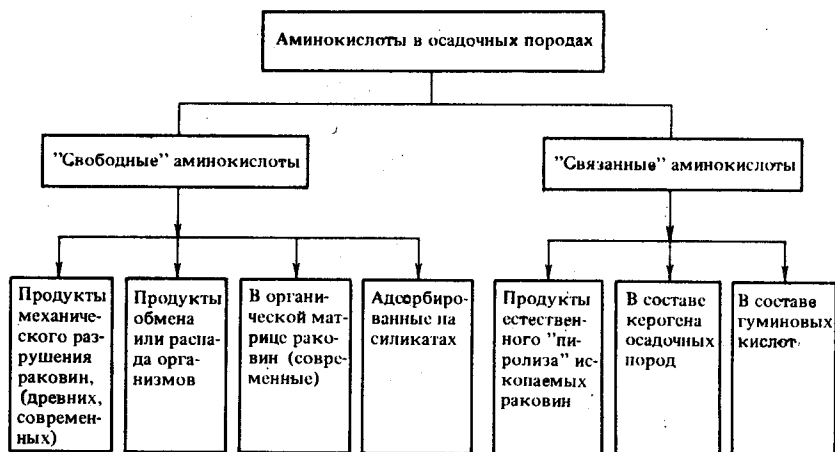 Аминокислоты в осадочных породах
"Свободные" аминокислоты
"Связанные" аминокислоты
Продукты
механическо-
го раз-
рушения
раковин,
(древних,
современ-
ных)
Продукты
обмена
или распа-
да орга-
низмов
В органи-
ческой мат-
рице рако-
вин (совре-
менные)
Адсорбиро-
ванные на
силикатах
Продукты
естествен-
ного "пи-
ролиза" ис-
копаемых
раковин
В составе
керогена
осадочных
пород
В составе
гуминовых
кислот